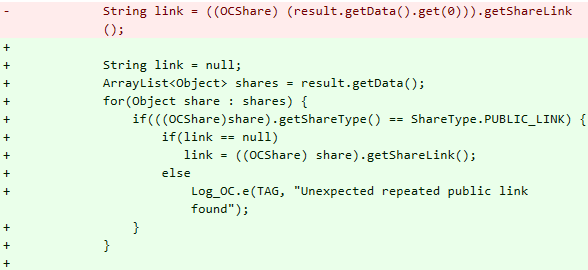 -            String link = ((OCShare) (result.getData().get(0))).getShareLink
             ();
+
+            String link = null;
+            ArrayList<Object> shares = result.getData();
+            for(Object share : shares) {
+                if(((OCShare)share).getShareType() == ShareType.PUBLIC_LINK) {
+                    if(link == null)
+                       link = ((OCShare) share).getShareLink();
+                    else
+                        Log_OC.e(TAG, "Unexpected repeated public link
                         found");
+                }
+            }
+